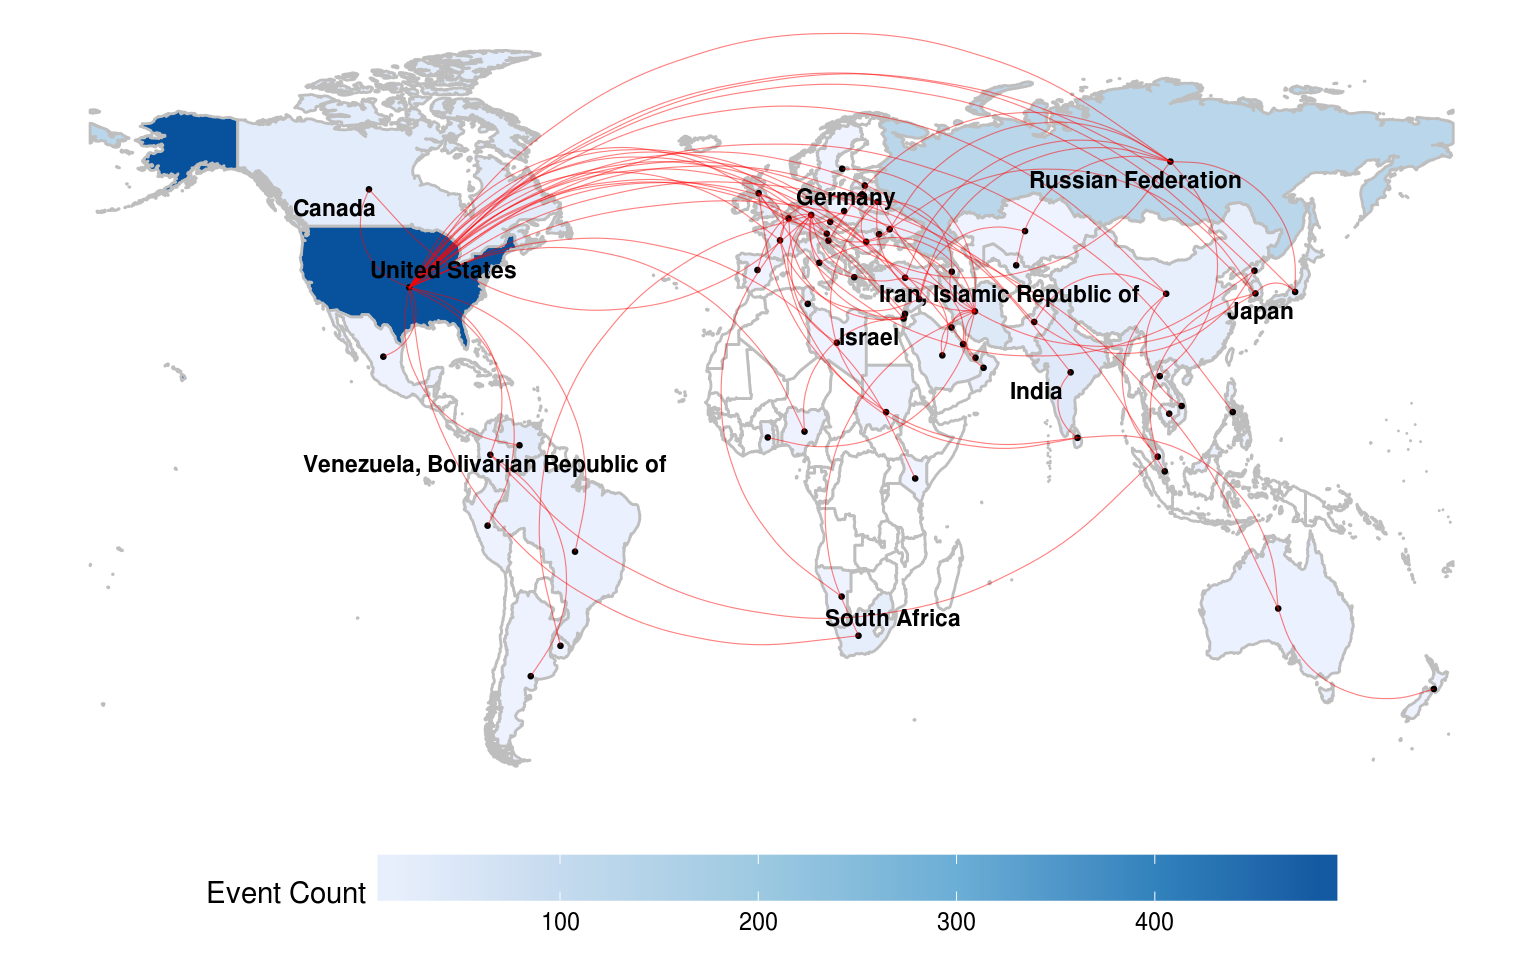 Russian Federation
Germany
Canada
United States
Iran, Islamic Republic of
Japan
Israel
India
Venezuela, Bolivarian Republic of
South Africa
Event Count
100 200 300 400